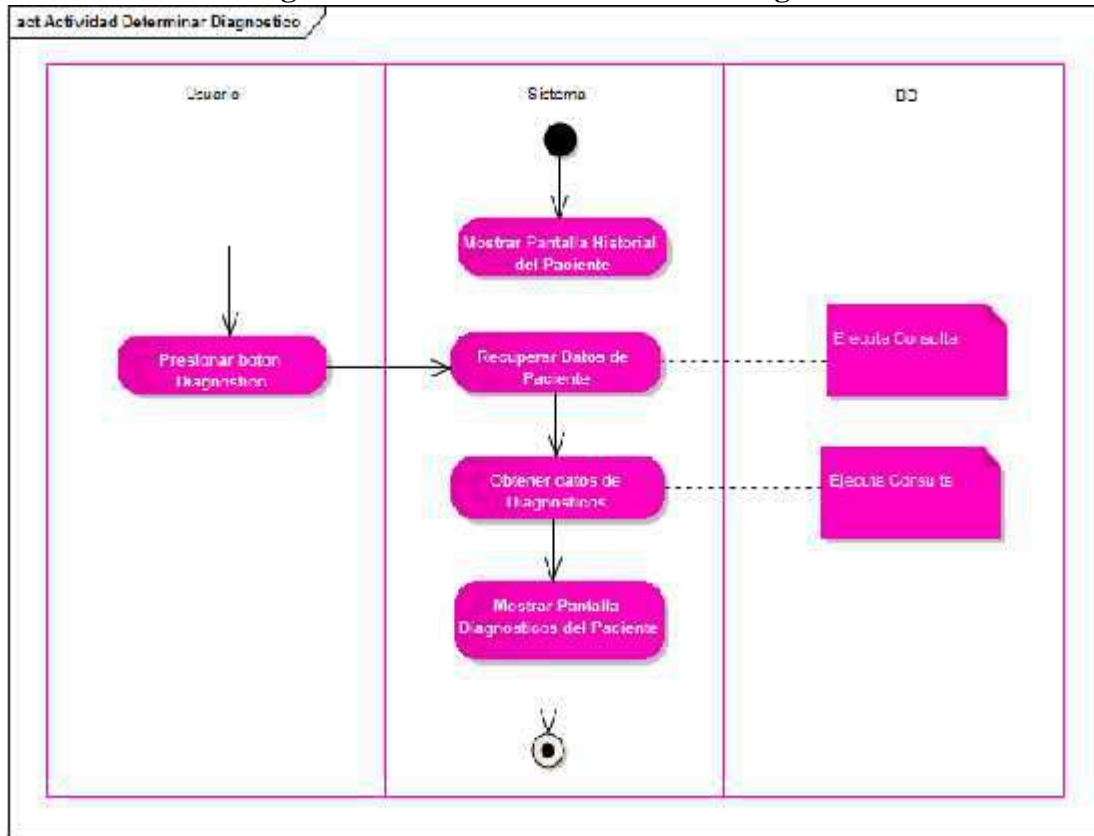 act Actividad Determinar Diagnostico
Usuario
Sistema
BD
Mostrar Pantalla Historial
del Paciente
Presionar boton
Diagnostico
Recuperar Datos de
Paciente
Ejecuta Consulta
Obtener datos de
Diagnosticos
Ejecuta Consulta
Mostrar Pantalla
Diagnosticos del Paciente